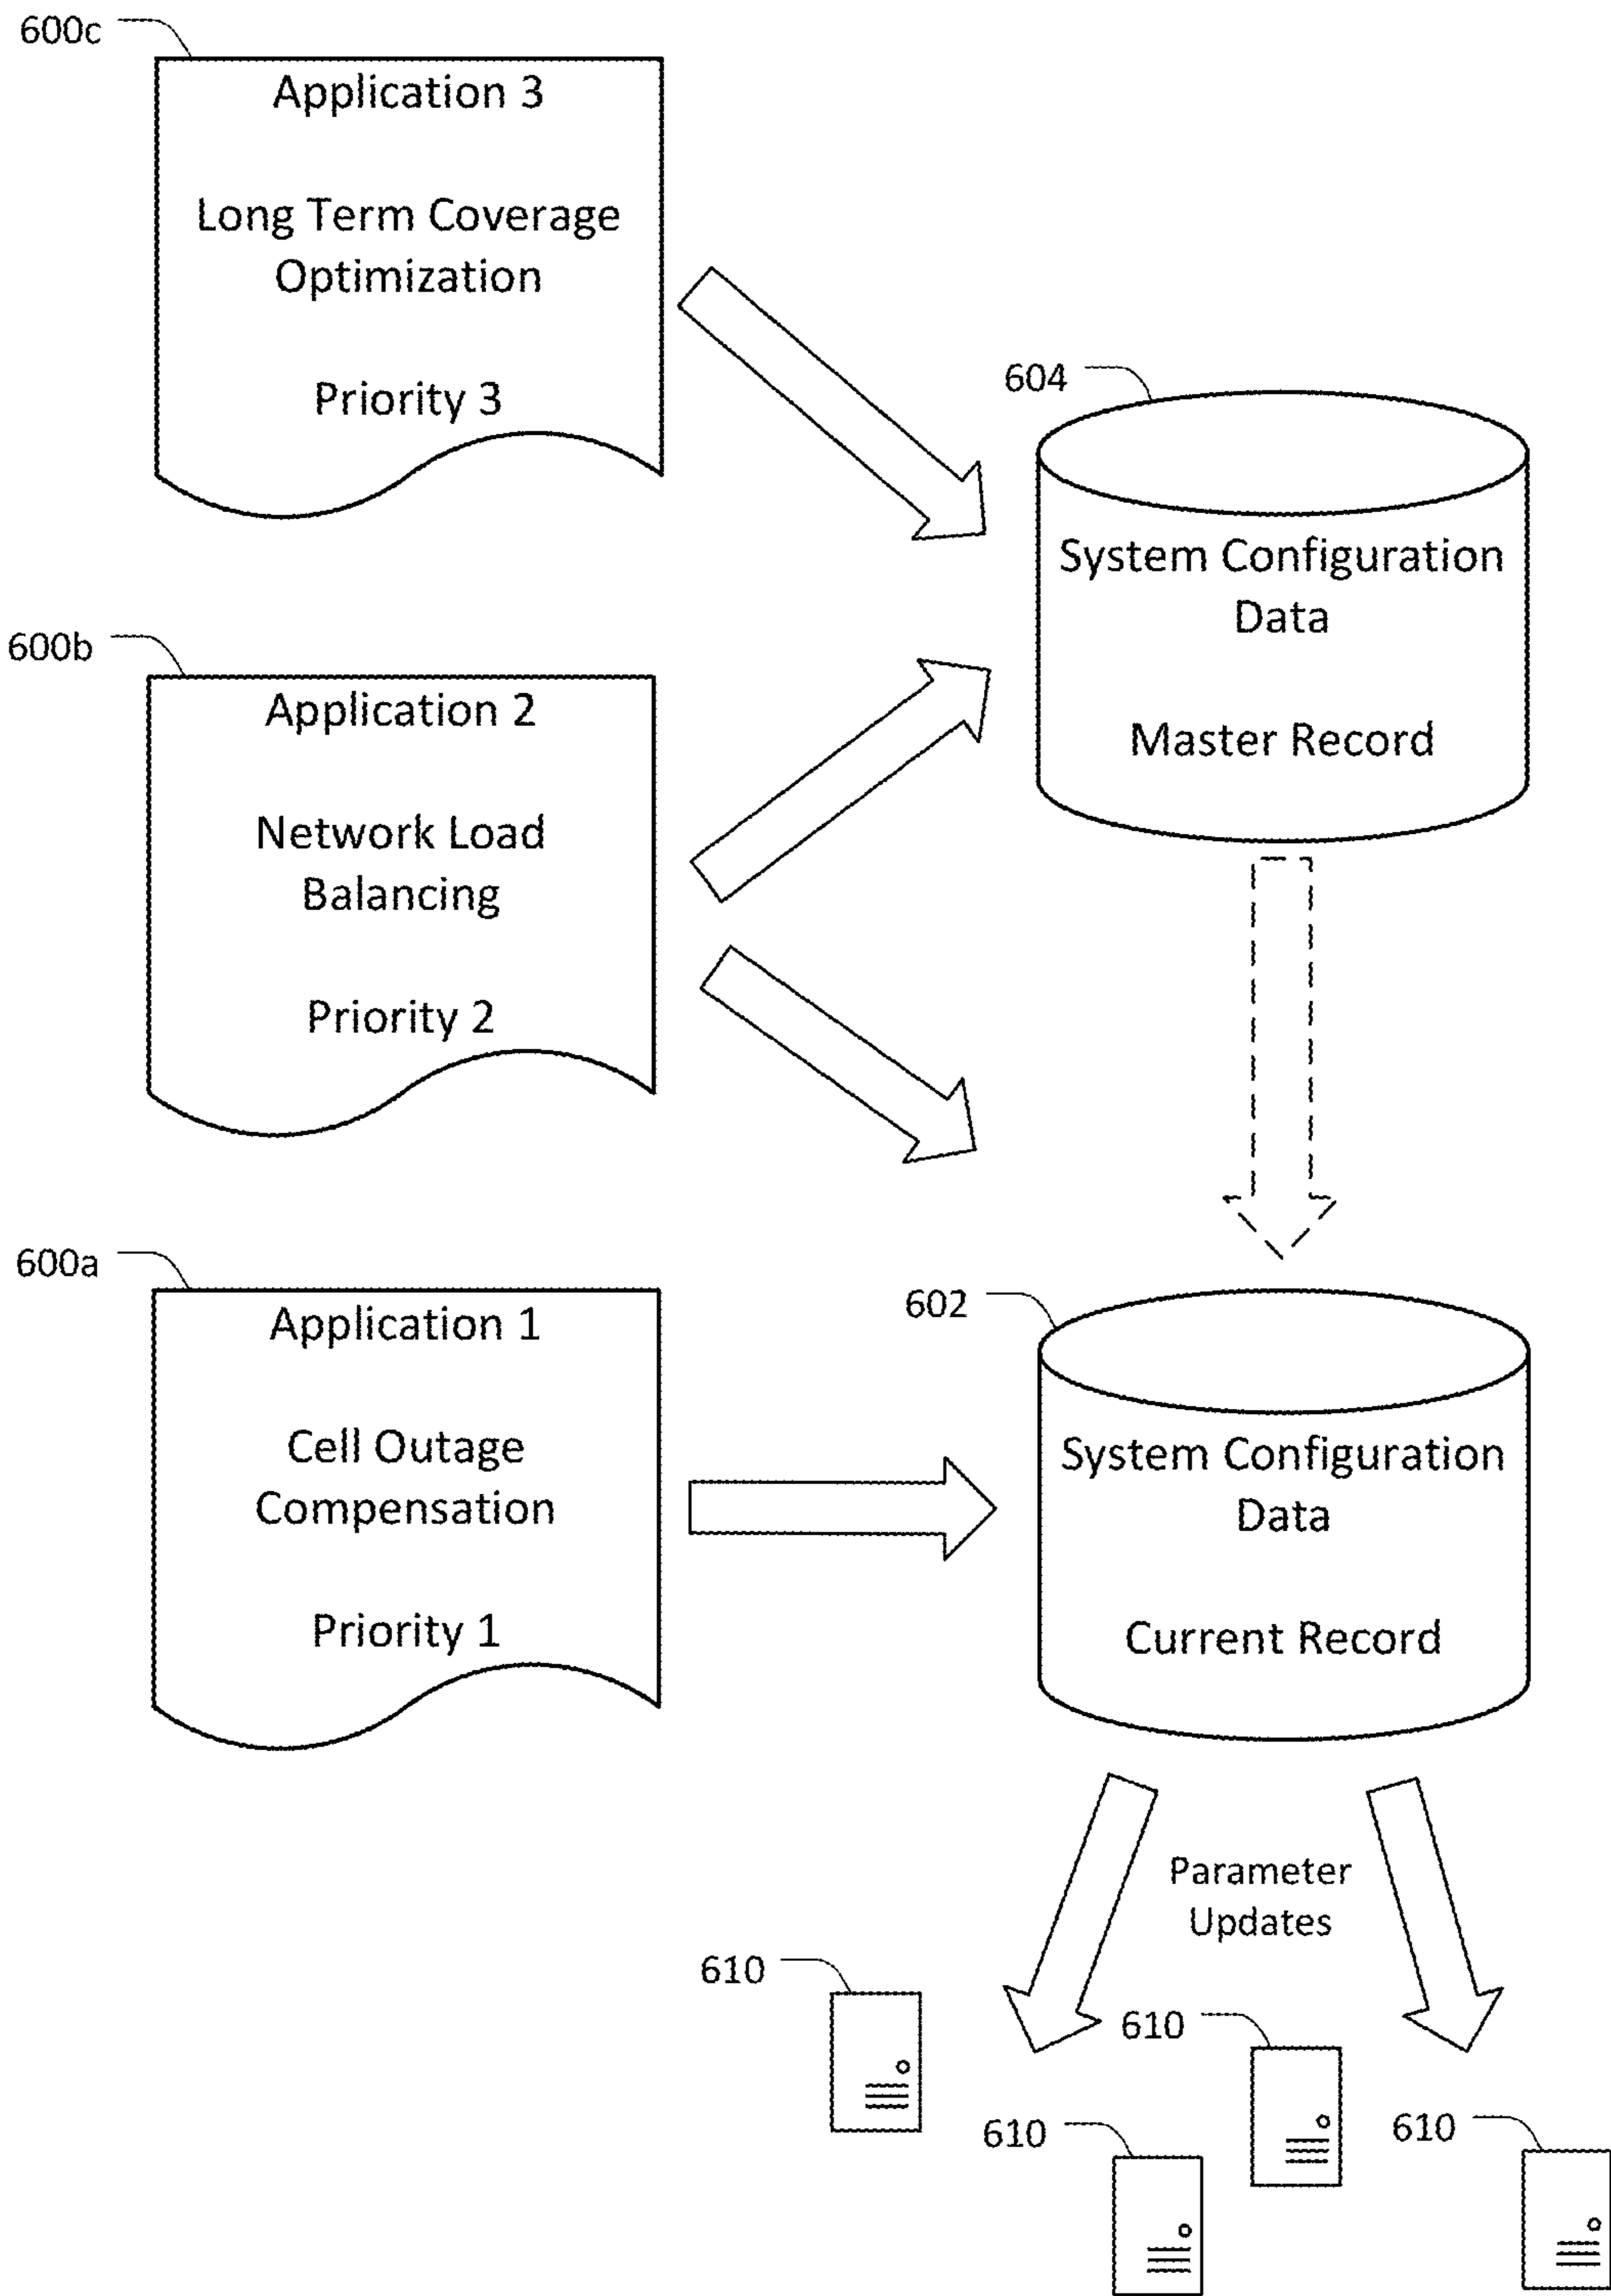 600c
Application 3
Long Term Coverage
Optimization
Priority 3
604
System Configuration
Data
Master Record
600b
Application 2
Network Load
Balancing
Priority 2
600a
Application 1
Cell Outage
Compensation
Priority 1
602
System Configuration
Data
Current Record
Parameter
Updates
610
610
610
610